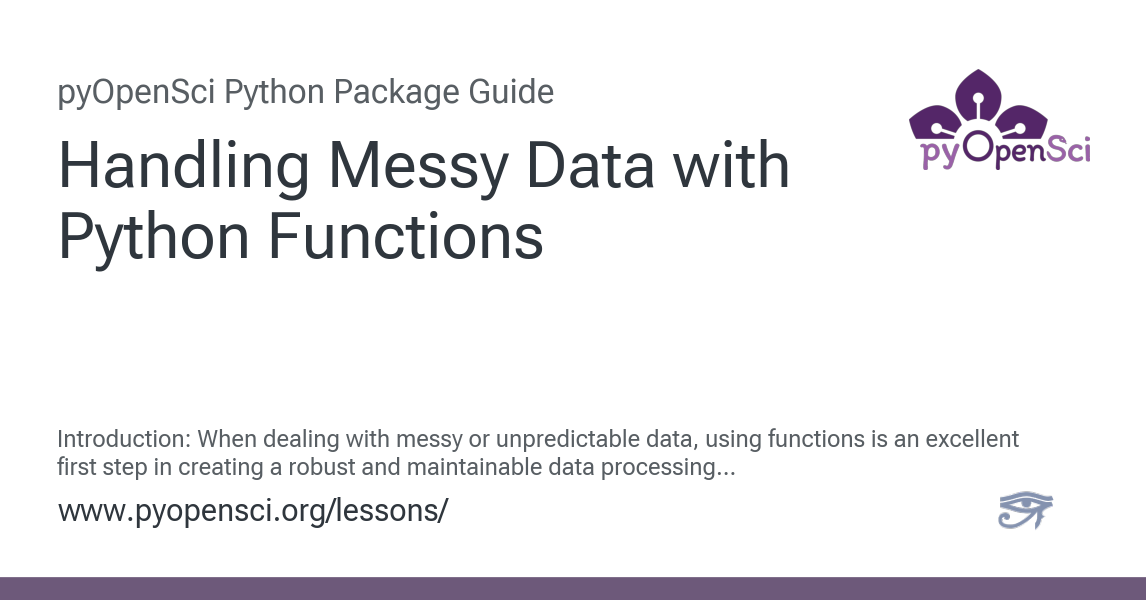 pyOpenSci Python Package Guide
Handling Messy Data with
Python Functions
pyOpenSci
Introduction: When dealing with messy or unpredictable data, using functions is an excellent
first step in creating a robust and maintainable data processing...
www.pyopensci.org/lessons/